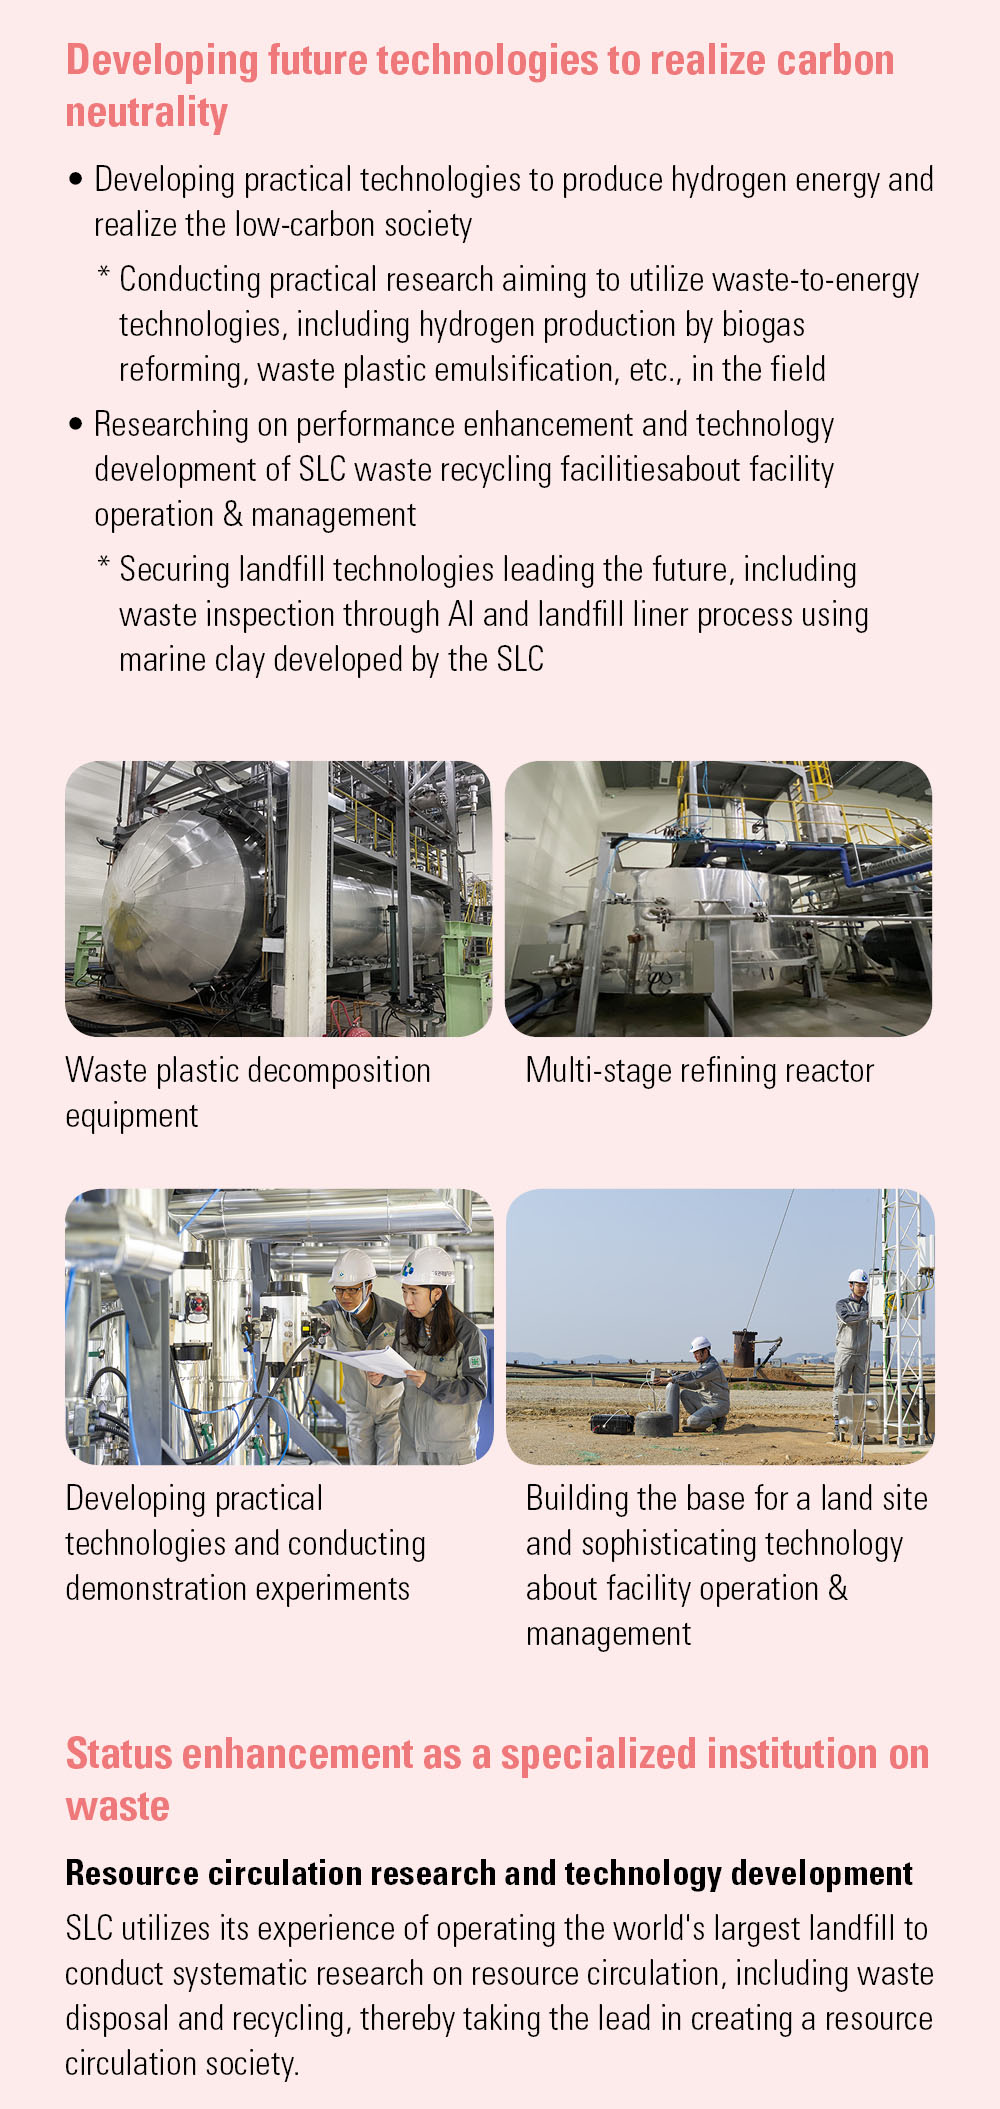 Developing future technologies to realize carbon
neutrality
• Developing practical technologies to produce hydrogen energy and
realize the low-carbon society
* Conducting practical research aiming to utilize waste-to-energy
technologies, including hydrogen production by biogas
reforming, waste plastic emulsification, etc., in the field
• Researching on performance enhancement and technology
development of SLC waste recycling facilitiesabout facility
operation & management
* Securing landfill technologies leading the future, including
waste inspection through AI and landfill liner process using
marine clay developed by the SLC
Waste plastic decomposition
equipment
Multi-stage refining reactor
Developing practical
technologies and conducting
demonstration experiments
Building the base for a land site
and sophisticating technology
about facility operation &
management
Status enhancement as a specialized institution on
waste
Resource circulation research and technology development
SLC utilizes its experience of operating the world's largest landfill to
conduct systematic research on resource circulation, including waste
disposal and recycling, thereby taking the lead in creating a resource
circulation society.